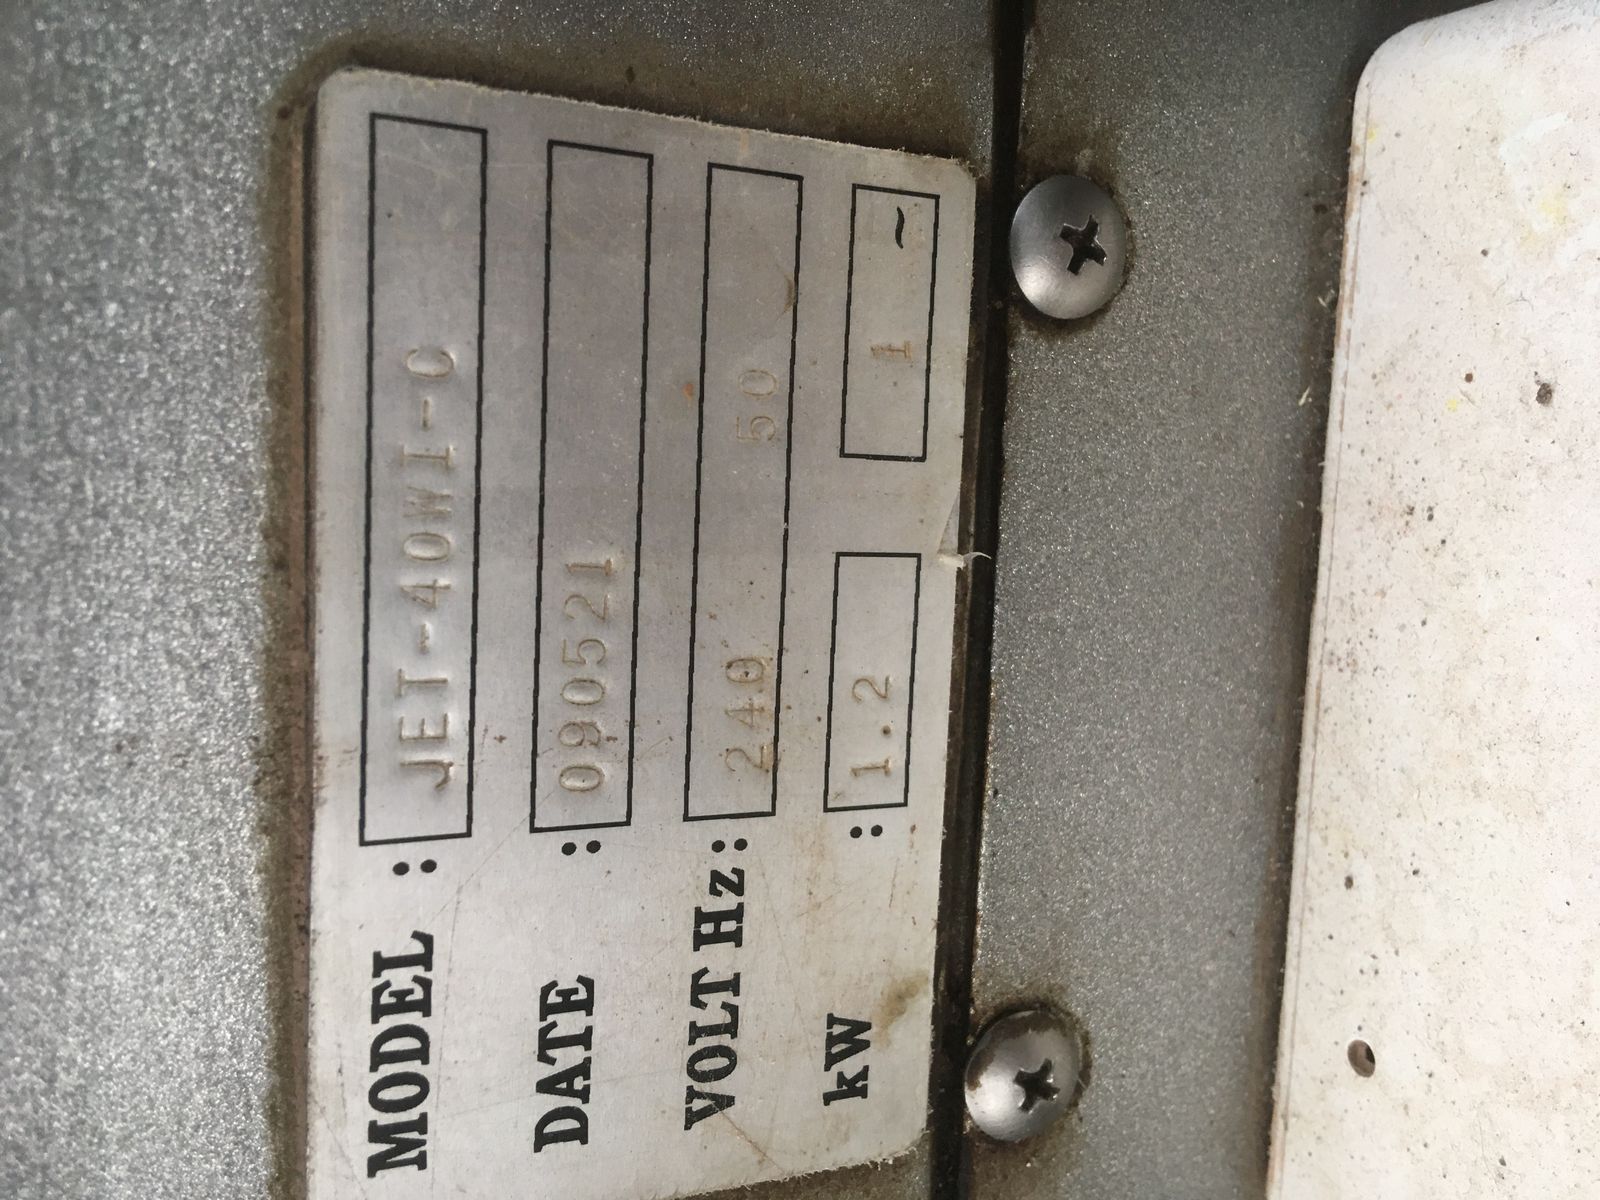 MODEL : JET-40WI-C
DATE : 090521
VOLT Hz: 240 50
kW : 1.2 1 ~